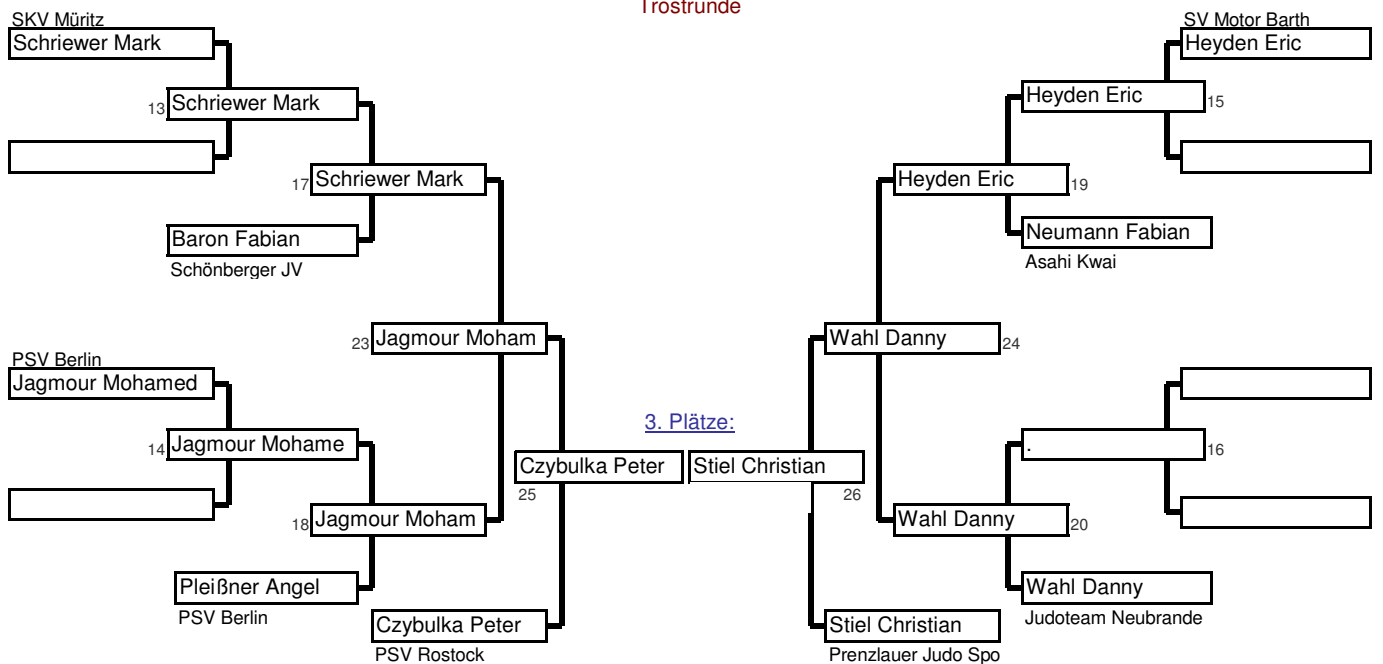 Trostrunde
SKV Müritz
SV Motor Barth
Schriewer Mark
Heyden Eric
13 Schriewer Mark
Heyden Eric 15
17 Schriewer Mark
Heyden Eric 19
Baron Fabian
Neumann Fabian
Schönberger JV
Asahi Kwai
23 Jagmour Moham
Wahl Danny 24
PSV Berlin
Jagmour Mohamed
3. Plätze:
14 Jagmour Mohame
. 16
Czybulka Peter
Stiel Christian
25
26
18 Jagmour Moham
Wahl Danny 20
Pleißner Angel
Wahl Danny
PSV Berlin
Judoteam Neubrande
Czybulka Peter
Stiel Christian
PSV Rostock
Prenzlauer Judo Spo